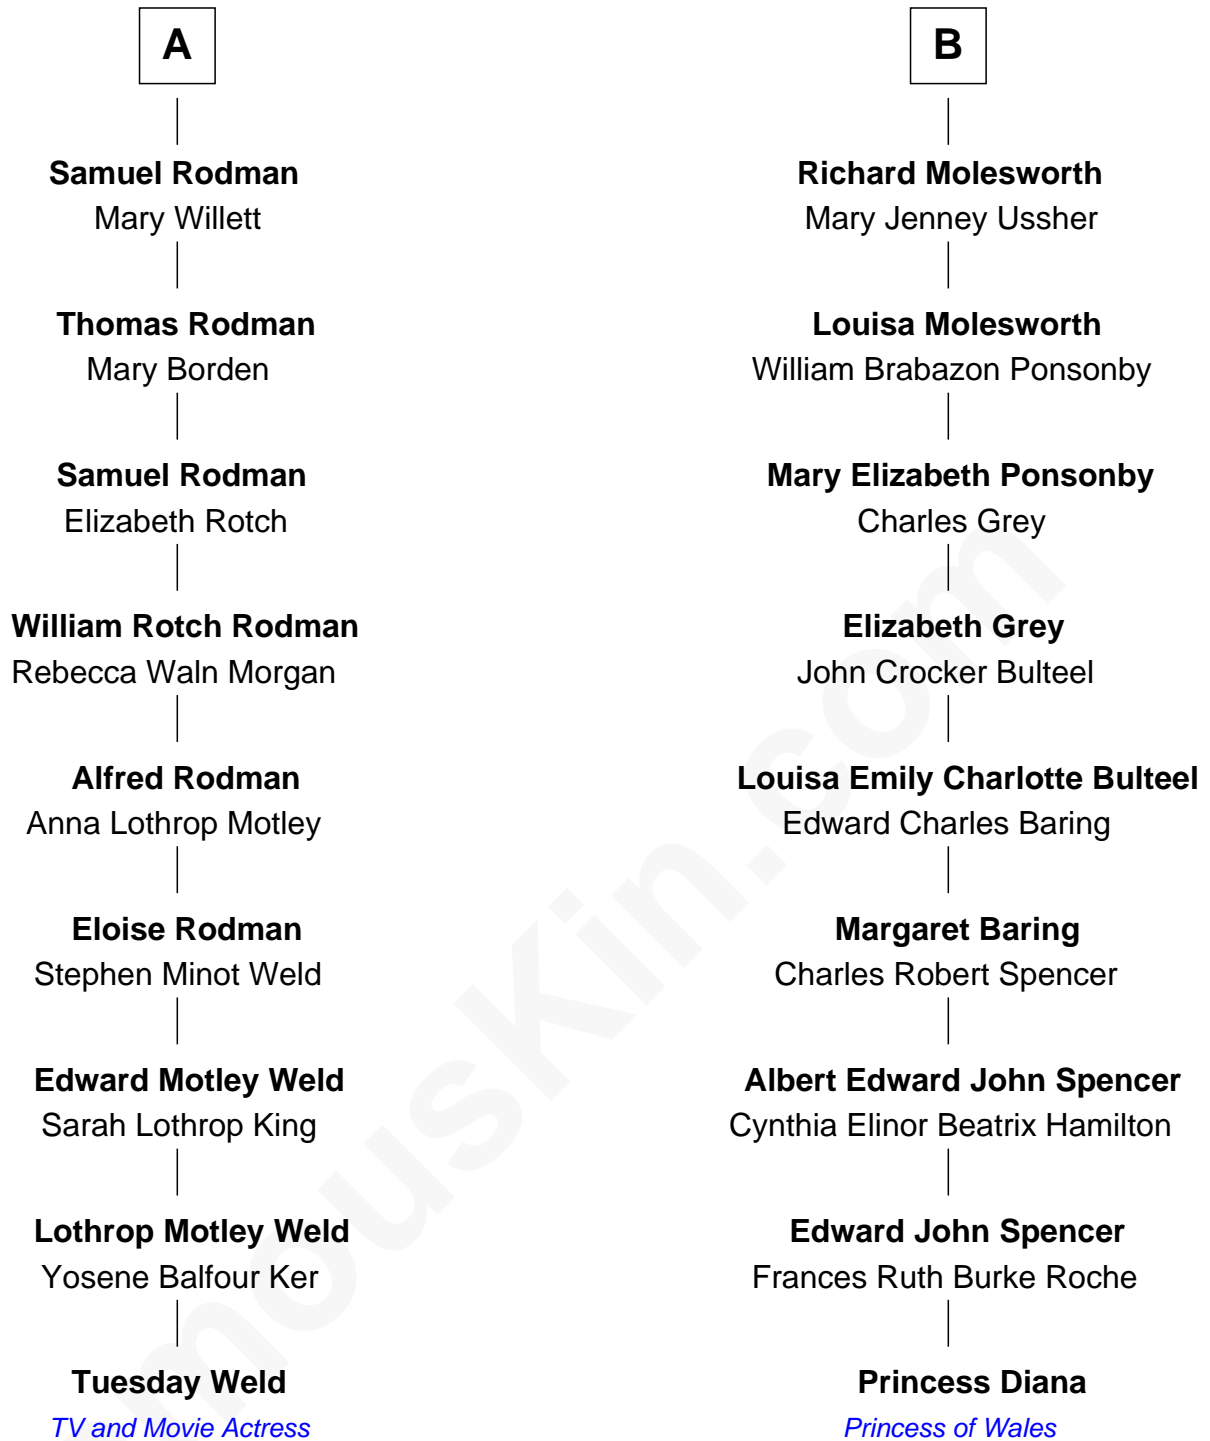 A
Samuel Rodman
Mary Willett
Thomas Rodman
Mary Borden
Samuel Rodman
Elizabeth Rotch
William Rotch Rodman
Rebecca Waln Morgan
Alfred Rodman
Anna Lothrop Motley
Eloise Rodman
Stephen Minot Weld
Edward Motley Weld
Sarah Lothrop King
Lothrop Motley Weld
Yosene Balfour Ker
Tuesday Weld
TV and Movie Actress
B
Richard Molesworth
Mary Jenney Ussher
Louisa Molesworth
William Brabazon Ponsonby
Mary Elizabeth Ponsonby
Charles Grey
Elizabeth Grey
John Crocker Bulteel
Louisa Emily Charlotte Bulteel
Edward Charles Baring
Margaret Baring
Charles Robert Spencer
Albert Edward John Spencer
Cynthia Elinor Beatrix Hamilton
Edward John Spencer
Frances Ruth Burke Roche
Princess Diana
Princess of Wales
mousKin.com